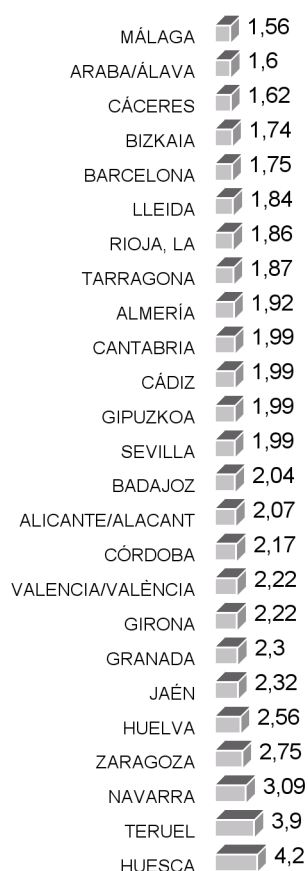 MÁLAGA 1,56
ARABA/ÁLAVA 1,6
CÁCERES 1,62
BIZKAIA 1,74
BARCELONA 1,75
LLEIDA 1,84
RIOJA, LA 1,86
TARRAGONA 1,87
ALMERÍA 1,92
CANTABRIA 1,99
CÁDIZ 1,99
GIPUZKOA 1,99
SEVILLA 1,99
BADAJOZ 2,04
ALICANTE/ALACANT 2,07
CÓRDOBA 2,17
VALENCIA/VALÈNCIA 2,22
GIRONA 2,22
GRANADA 2,3
JAÉN 2,32
HUELVA 2,56
ZARAGOZA 2,75
NAVARRA 3,09
TERUEL 3,9
HUESCA 4,2